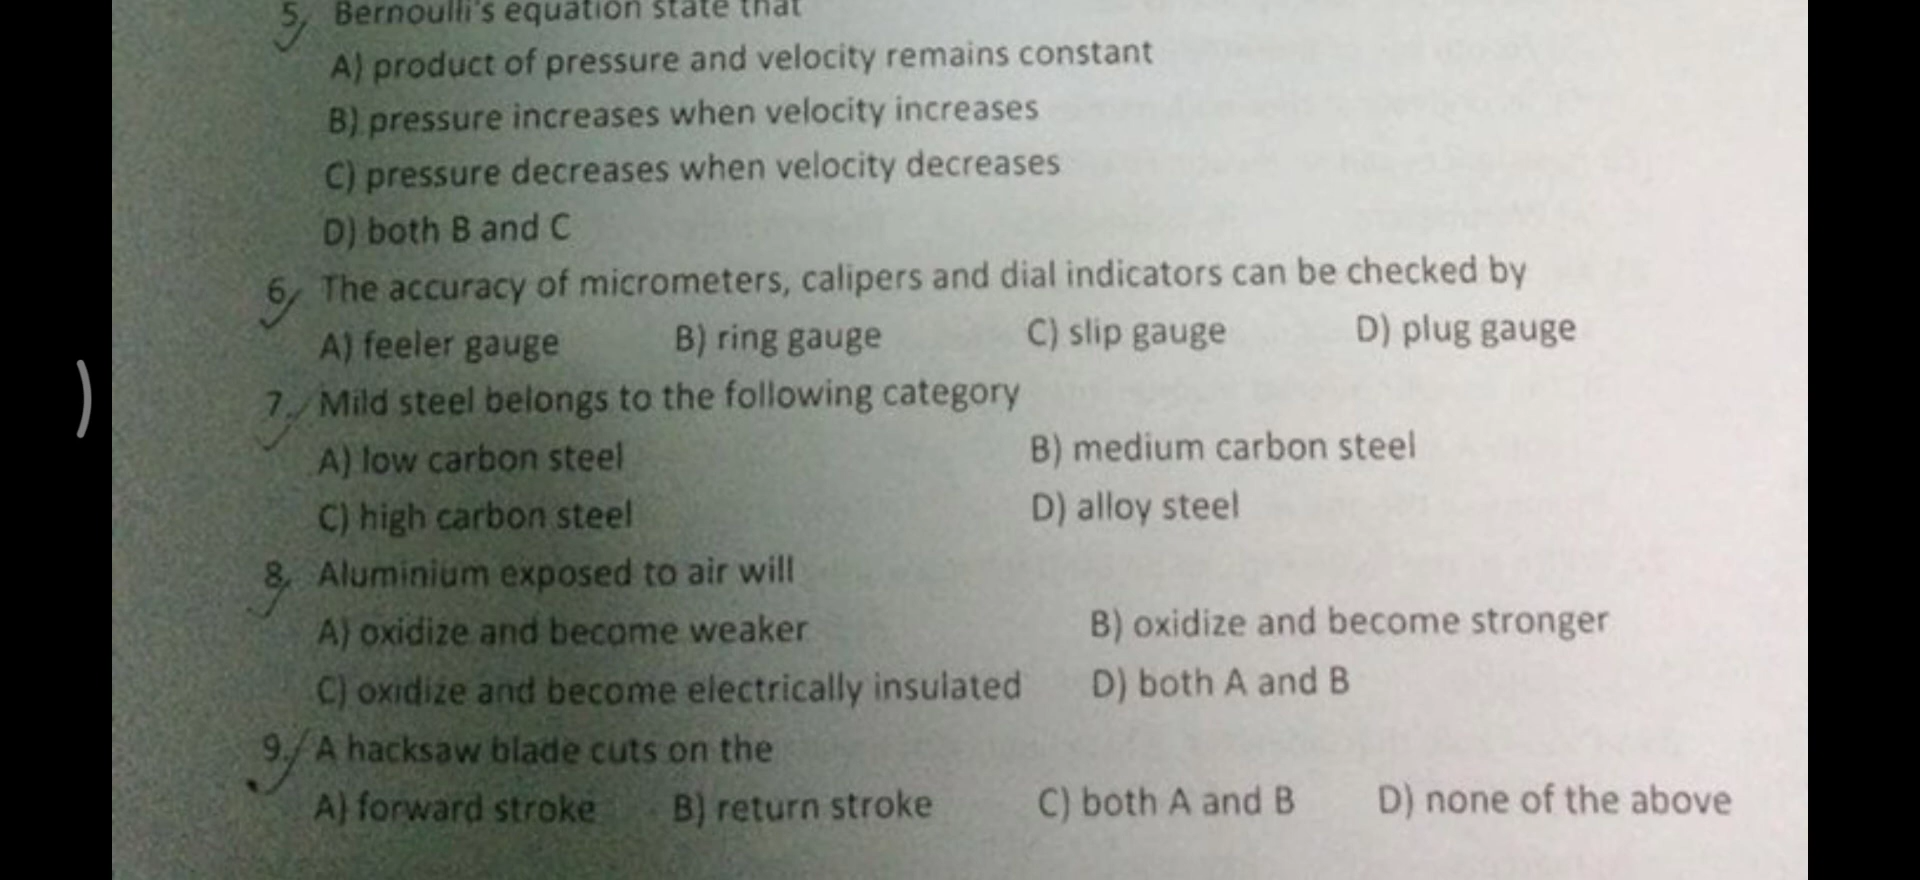 5, Bernoulli's equation state that
A) product of pressure and velocity remains constant
B) pressure increases when velocity increases
C) pressure decreases when velocity decreases
D) both B and C
6, The accuracy of micrometers, calipers and dial indicators can be checked by
A) feeler gauge B) ring gauge C) slip gauge D) plug gauge
7. Mild steel belongs to the following category
A) low carbon steel B) medium carbon steel
C) high carbon steel D) alloy steel
8, Aluminium exposed to air will
A) oxidize and become weaker B) oxidize and become stronger
C) oxidize and become electrically insulated D) both A and B
9. A hacksaw blade cuts on the
A) forward stroke B) return stroke C) both A and B D) none of the above